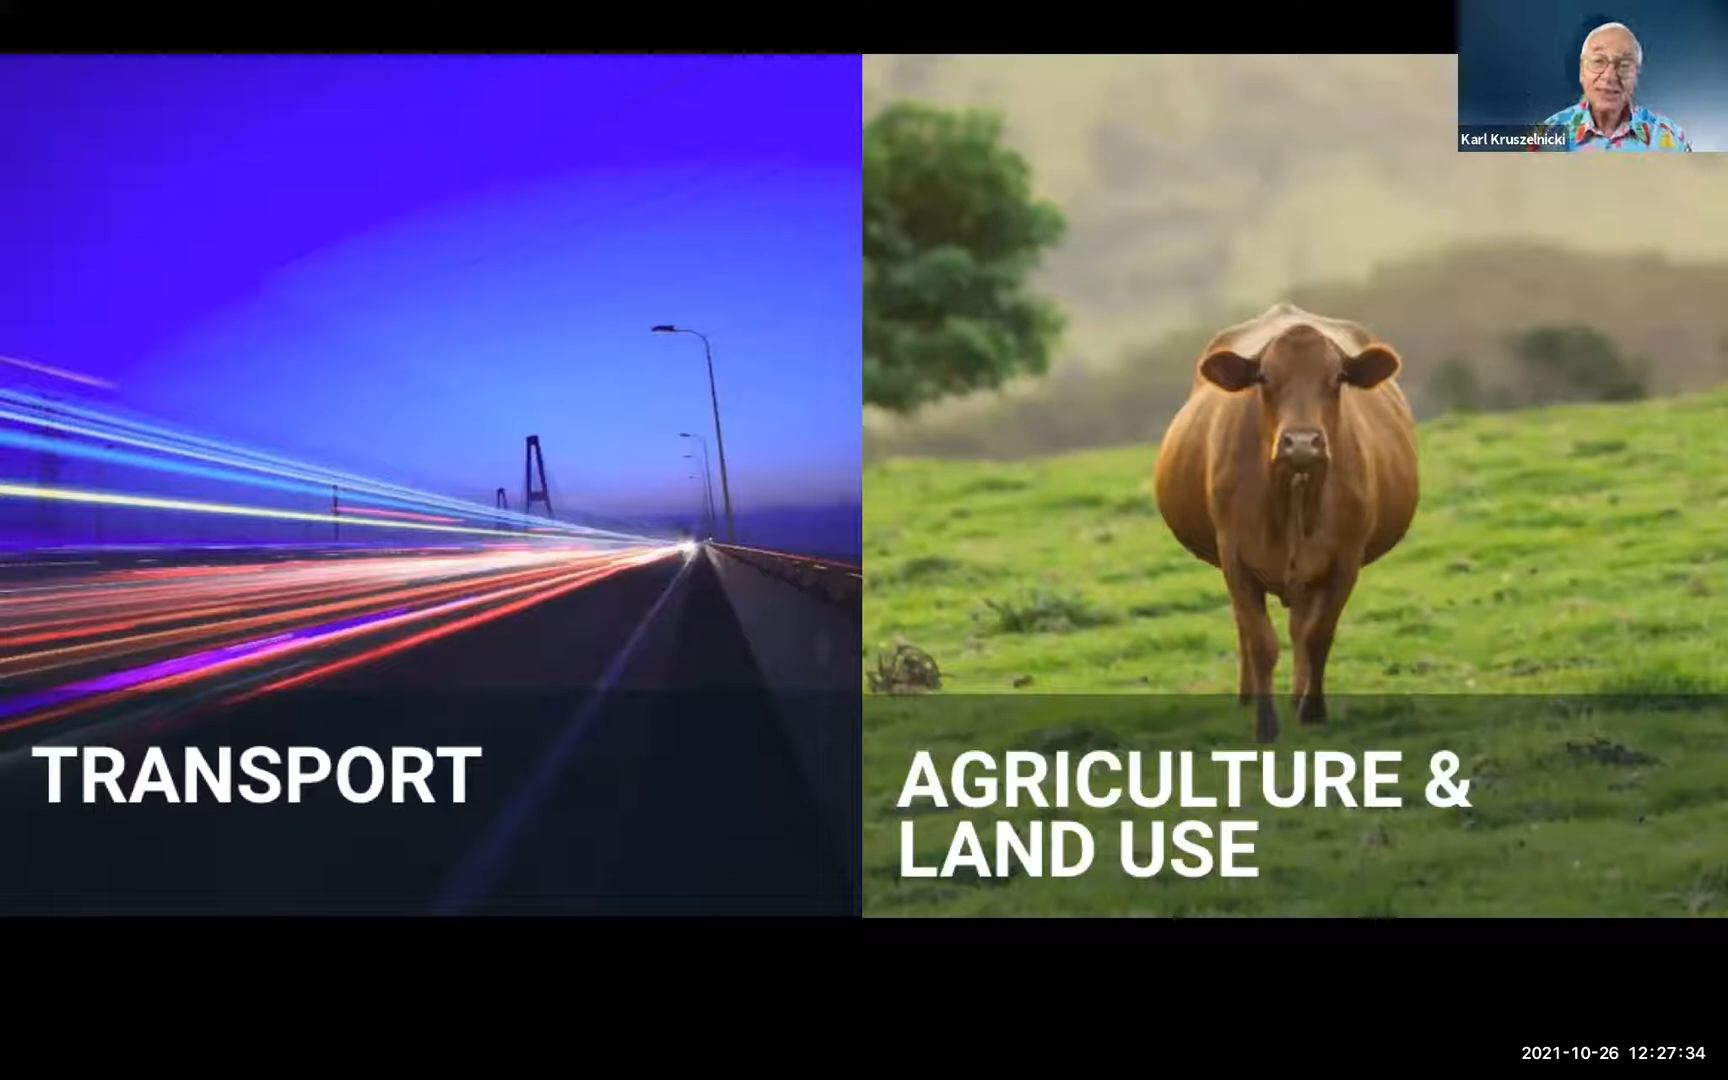 Karl Kruszelnicki
TRANSPORT
AGRICULTURE &
LAND USE
2021-10-26 12:27:34